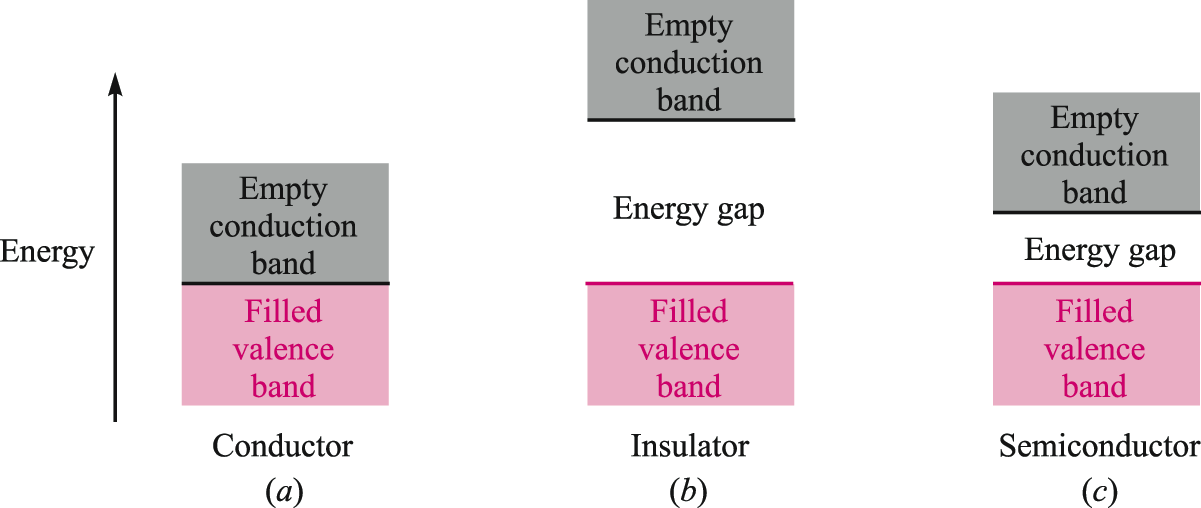 Energy
Empty
conduction
band
Filled
valence
band
Conductor
(a)
Empty
conduction
band
Energy gap
Filled
valence
band
Insulator
(b)
Empty
conduction
band
Energy gap
Filled
valence
band
Semiconductor
(c)